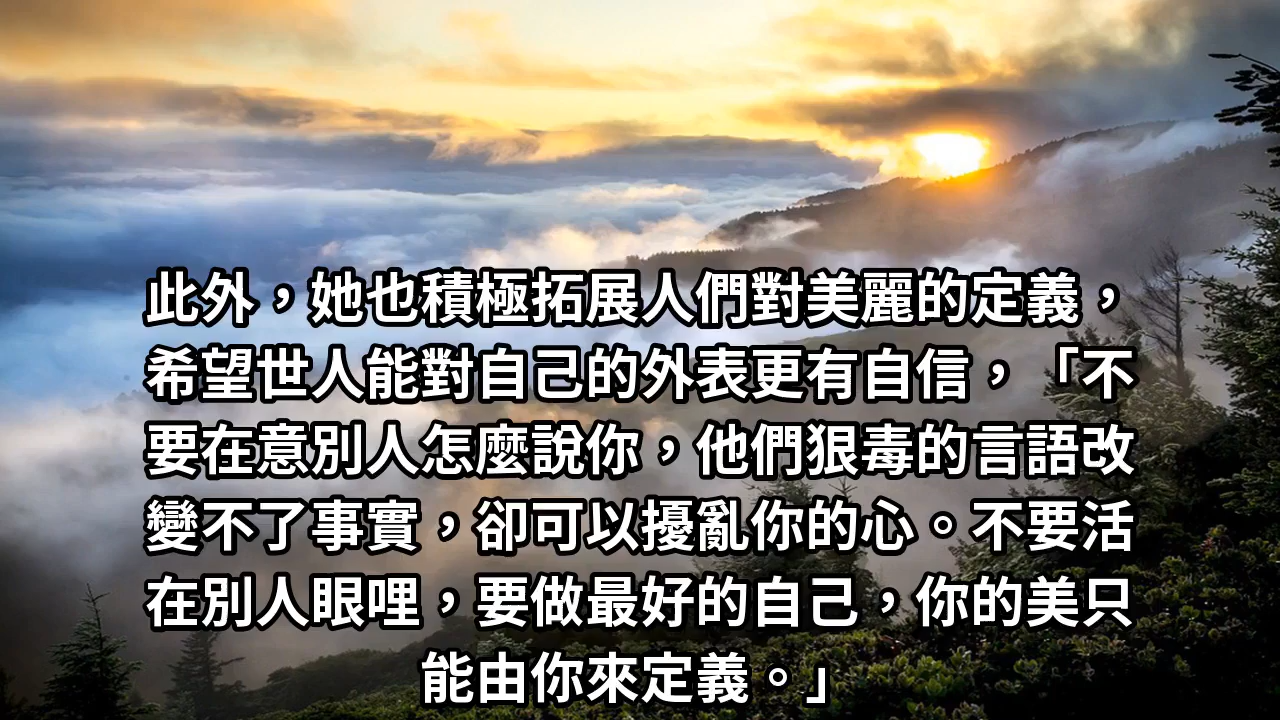 此外，她也積極拓展人們對美麗的定義，
希望世人能對自己的外表更有自信，「不
要在意別人怎麼說你，他們狠毒的言語改
變不了事實，卻可以擾亂你的心。不要活
在別人眼哩，要做最好的自己，你的美只
能由你來定義。」